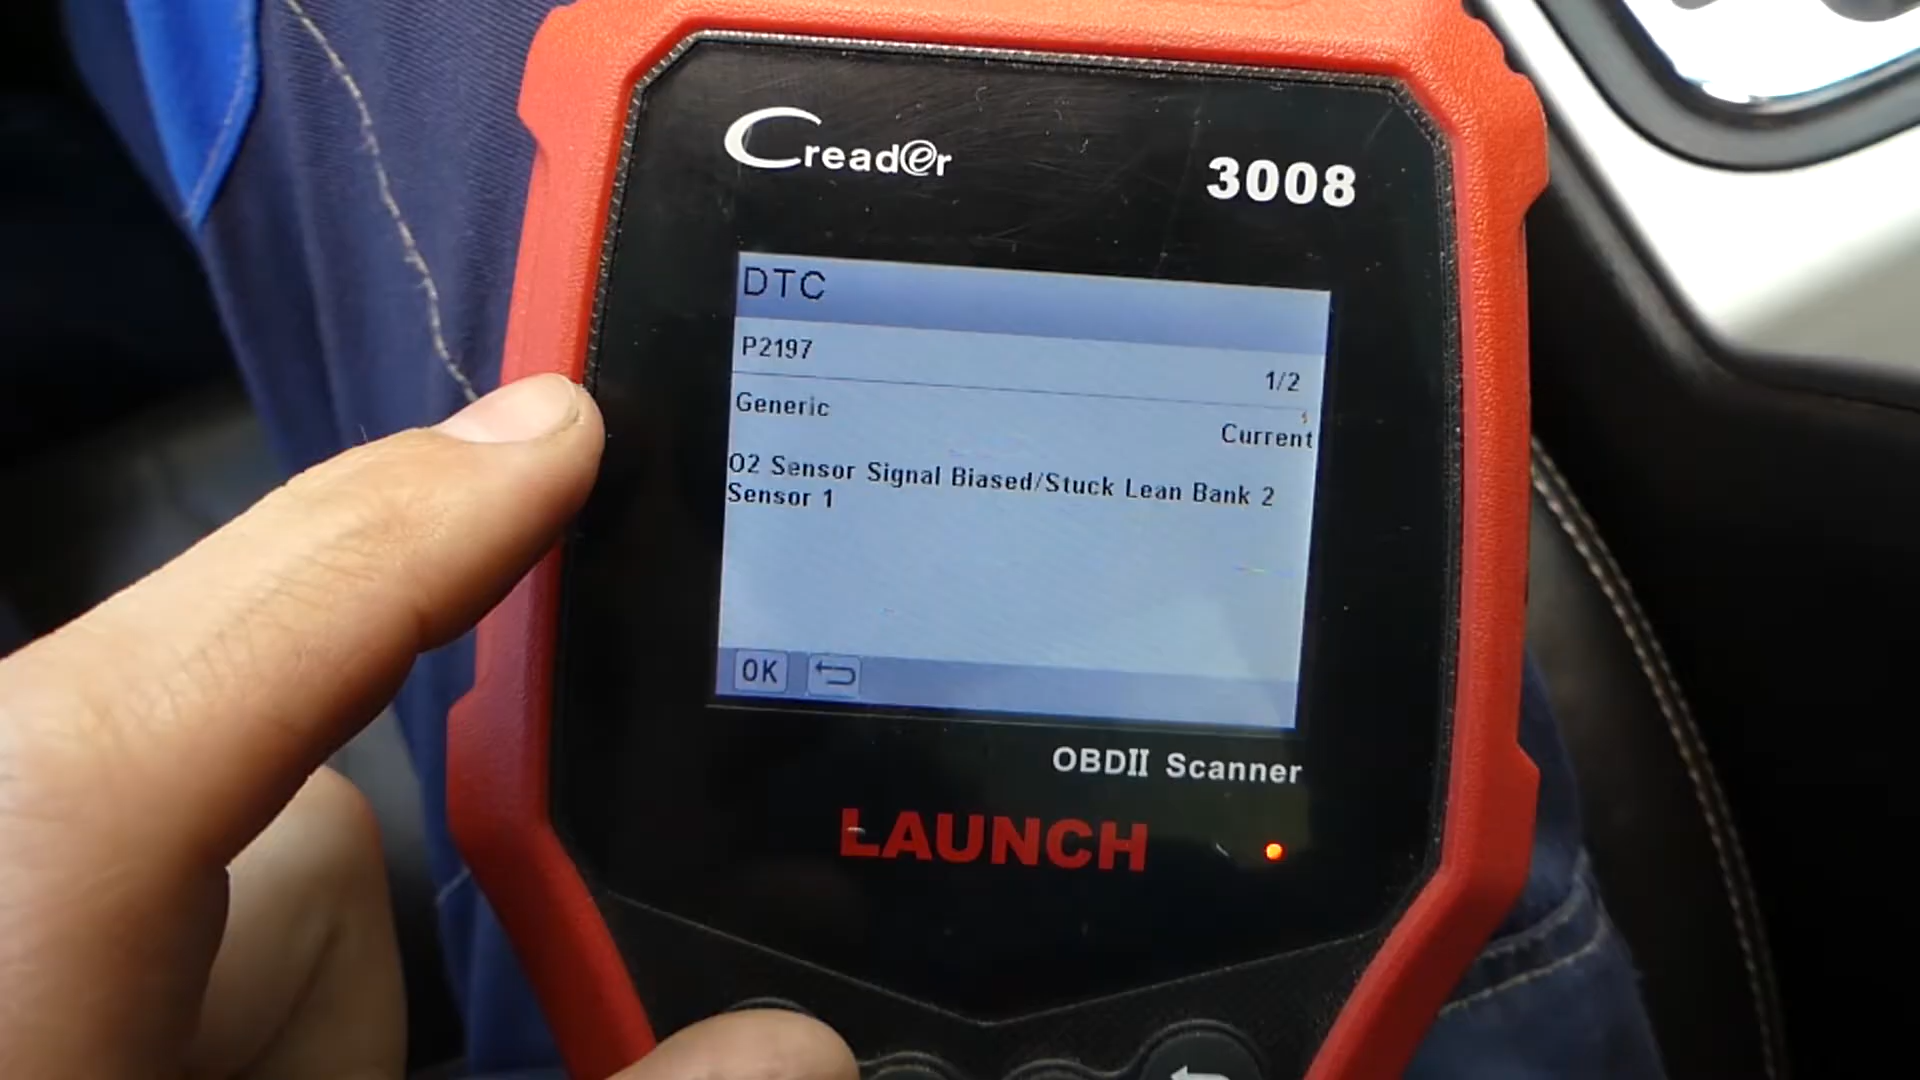 Creader
3008
DTC
P2197
1/2
Generic
Current
O2 Sensor Signal Biased/Stuck Lean Bank 2
Sensor 1
OK
OBDII Scanner
LAUNCH